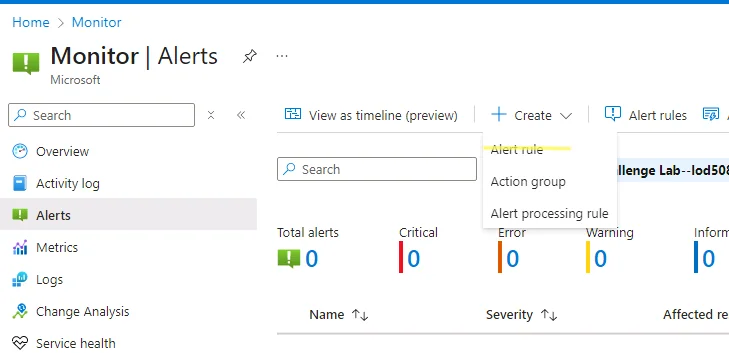 Home > Monitor
Monitor | Alerts
Microsoft
Search
Overview
Activity log
Alerts
Metrics
Logs
Change Analysis
Service health
View as timeline (preview)
Create
Alert rules
Alert rule
Action group
Alert processing rule
Search
llenge Lab--lod508
Total alerts
0
Critical
0
Error
0
Warning
0
Inform
0
Name
Severity
Affected re